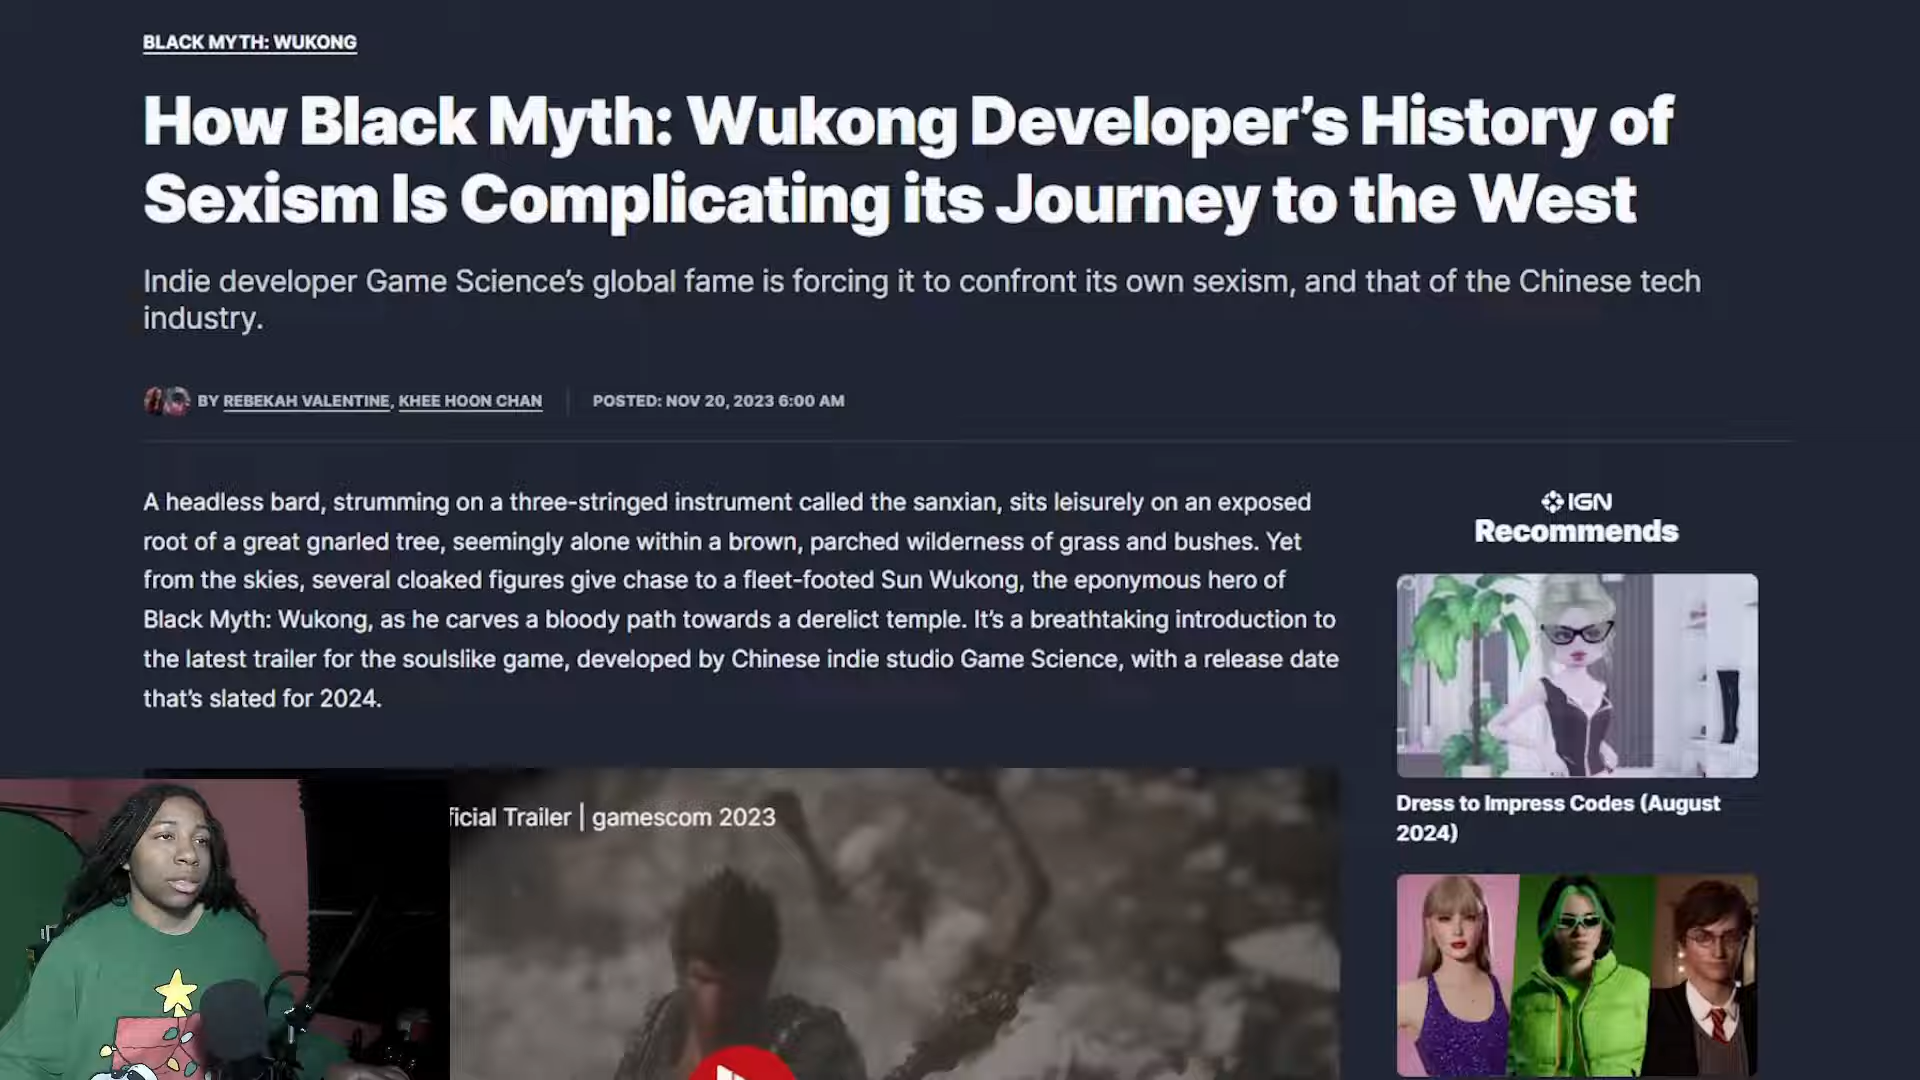 BLACK MYTH: WUKONG
How Black Myth: Wukong Developer's History of
Sexism Is Complicating its Journey to the West
Indie developer Game Science's global fame is forcing it to confront its own sexism, and that of the Chinese tech
industry.
BY REBEKAH VALENTINE, KHEE HOON CHAN
POSTED: NOV 20, 2023 6:00 AM
A headless bard, strumming on a three-stringed instrument called the sanxian, sits leisurely on an exposed
root of a great gnarled tree, seemingly alone within a brown, parched wilderness of grass and bushes. Yet
from the skies, several cloaked figures give chase to a fleet-footed Sun Wukong, the eponymous hero of
Black Myth: Wukong, as he carves a bloody path towards a derelict temple. It's a breathtaking introduction to
the latest trailer for the soulslike game, developed by Chinese indie studio Game Science, with a release date
that's slated for 2024.
ficial Trailer | gamescom 2023
IGN
Recommends
Dress to Impress Codes (August
2024)